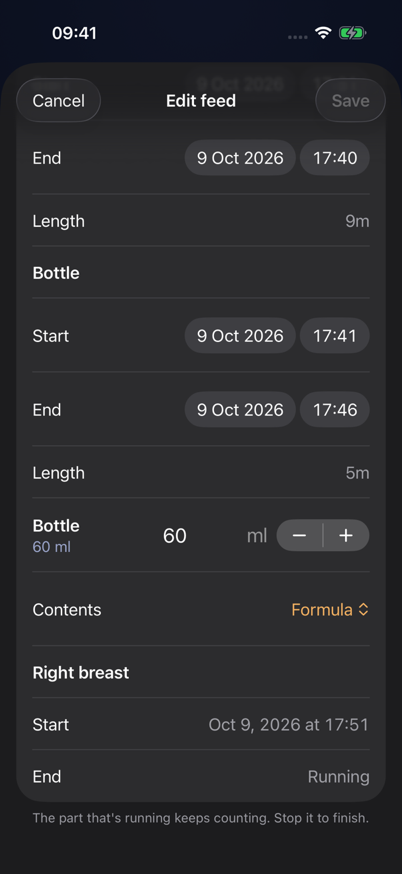 09:41
Cancel
Edit feed
Save
End
9 Oct 2026
17:40
Length
9m
Bottle
Start
9 Oct 2026
17:41
End
9 Oct 2026
17:46
Length
5m
Bottle
60 ml
60
ml
Contents
Formula
Right breast
Start
Oct 9, 2026 at 17:51
End
Running
The part that's running keeps counting. Stop it to finish.